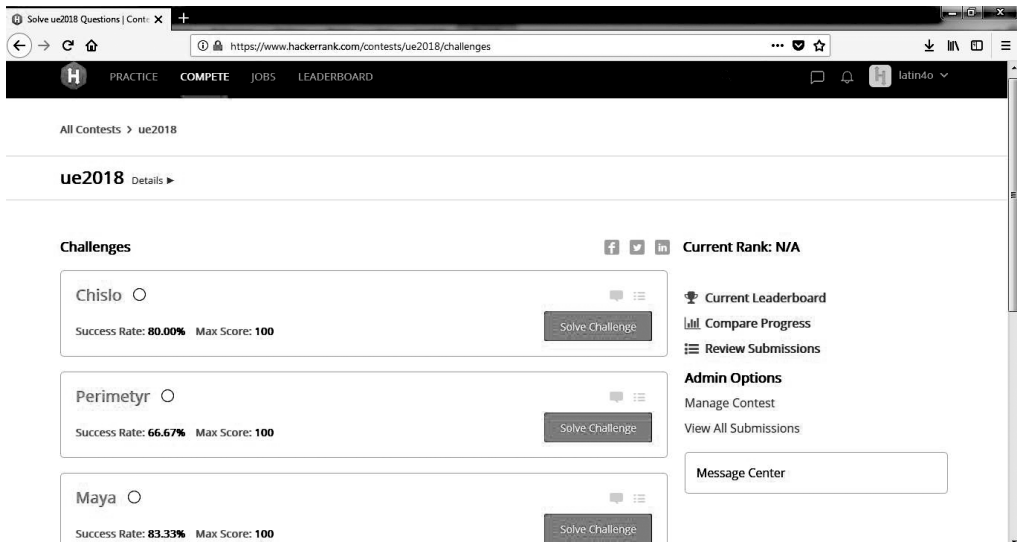 Solve ue2018 Questions | Conte
https://www.hackerrank.com/contests/ue2018/challenges
H PRACTICE COMPETE JOBS LEADERBOARD latin4o
All Contests > ue2018
ue2018 Details
Challenges
Current Rank: N/A
Chislo
Success Rate: 80.00% Max Score: 100
Solve Challenge
Perimetyr
Success Rate: 66.67% Max Score: 100
Solve Challenge
Maya
Success Rate: 83.33% Max Score: 100
Solve Challenge
Current Leaderboard
Compare Progress
Review Submissions
Admin Options
Manage Contest
View All Submissions
Message Center